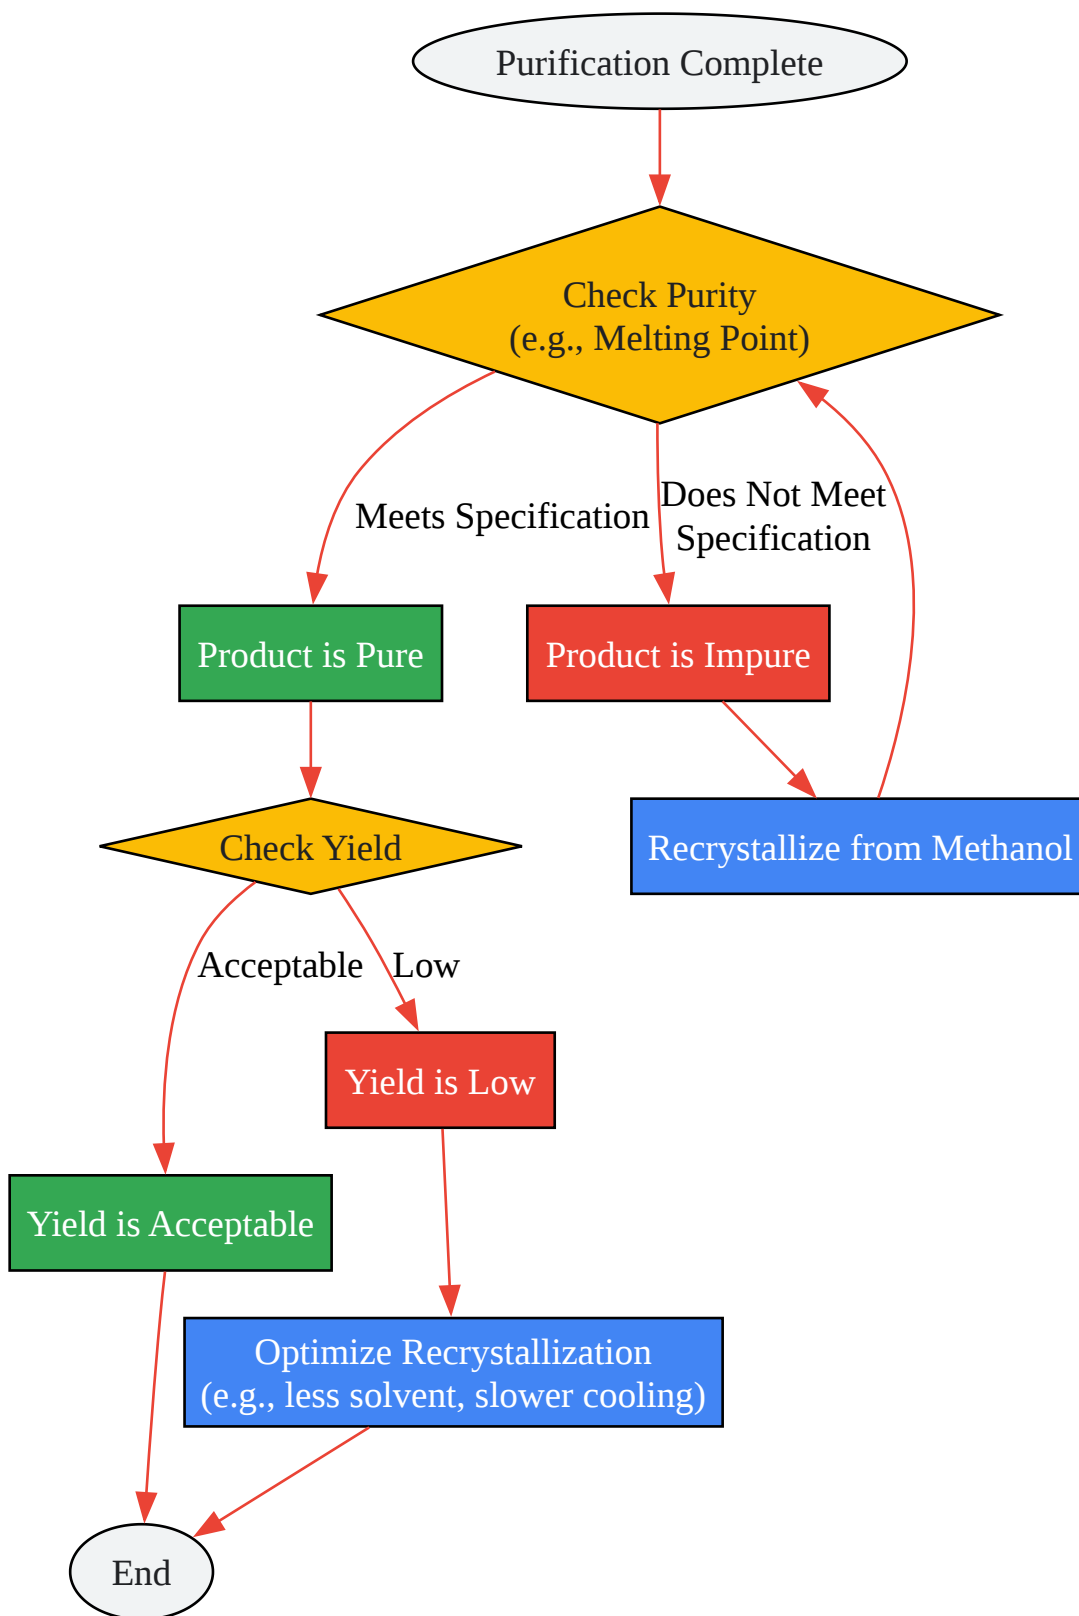 Purification Complete
Check Purity
(e.g., Melting Point)
Meets Specification
Does Not Meet
Specification
Product is Pure
Product is Impure
Check Yield
Recrystallize from Methanol
Acceptable
Low
Yield is Low
Yield is Acceptable
Optimize Recrystallization
(e.g., less solvent, slower cooling)
End